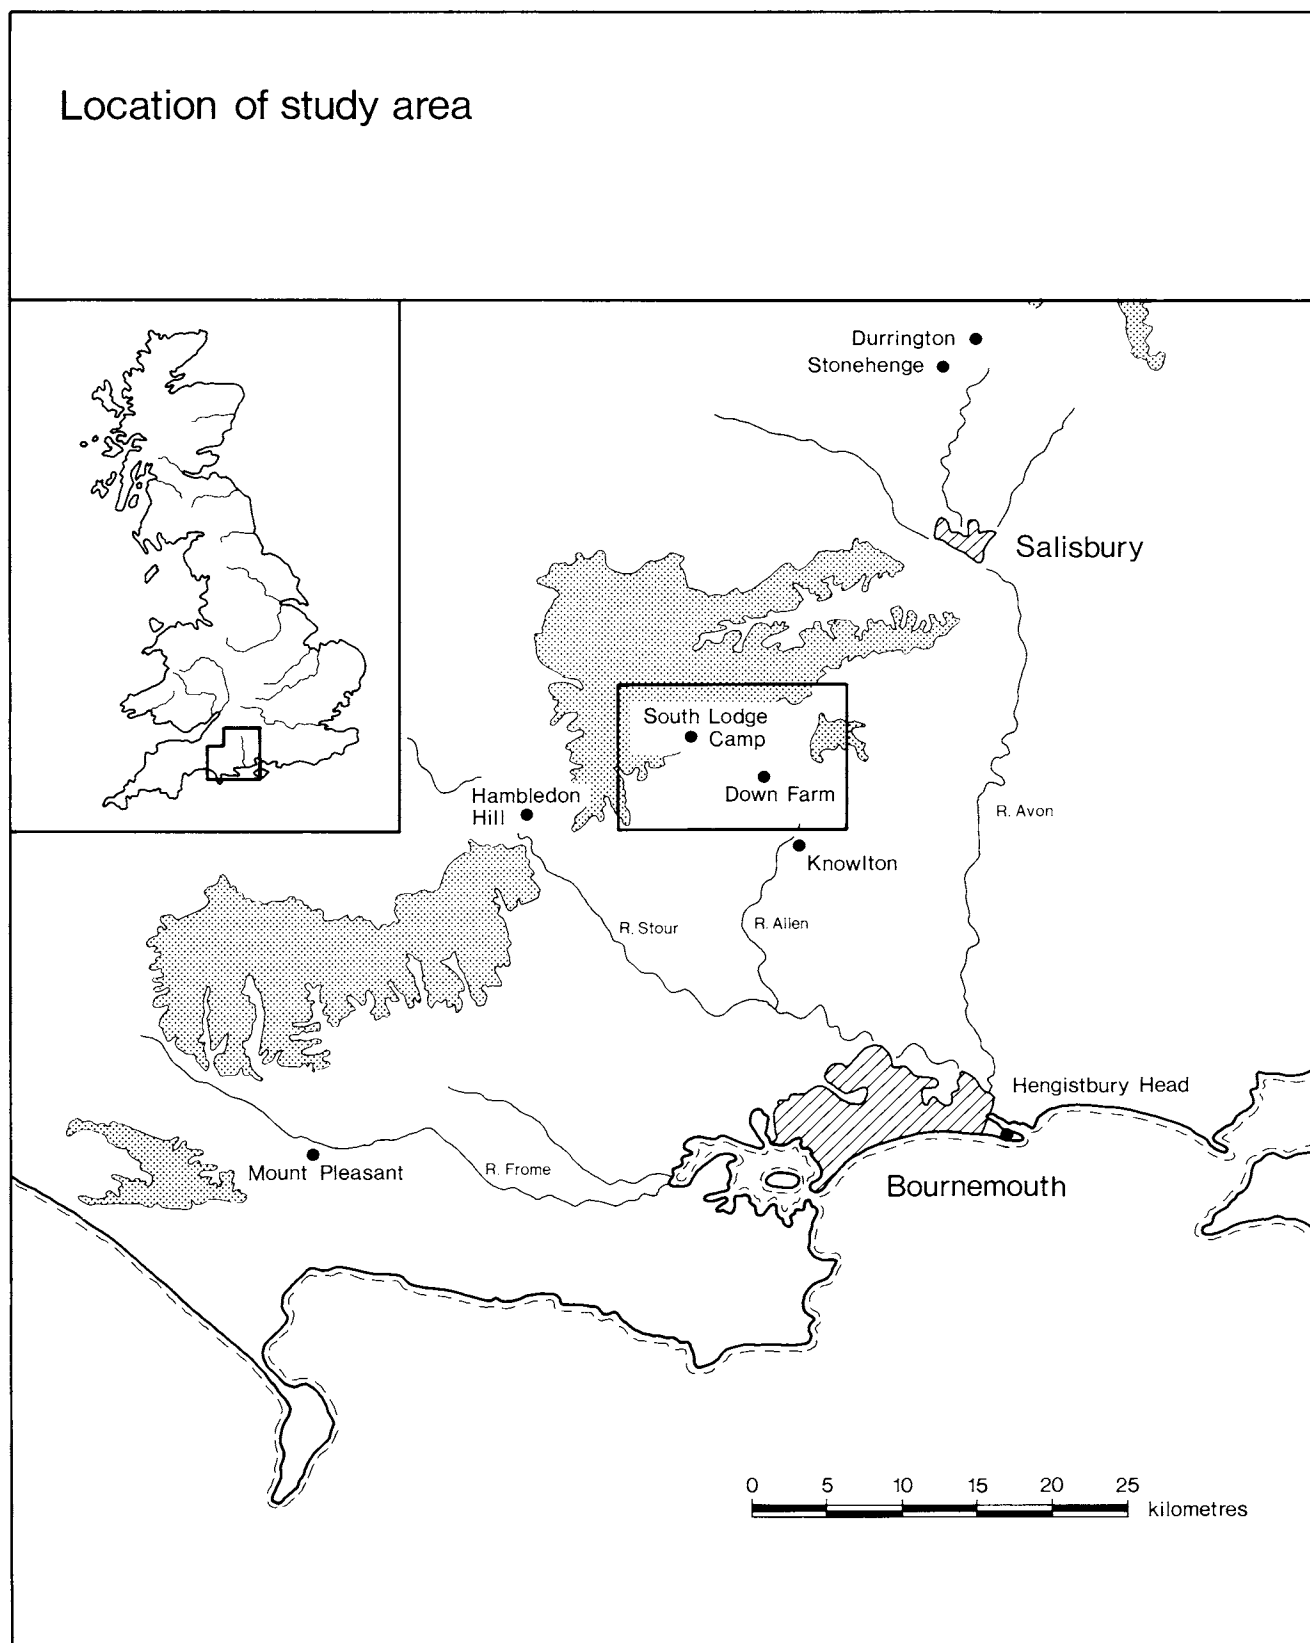 Location of study area
Durrington
Stonehenge
Salisbury
South Lodge
Camp
Down Farm
Hambledon
Hill
R. Avon
Knowlton
R. Stour
R. Allen
Hengistbury Head
Mount Pleasant
R. Frome
Bournemouth
0 5 10 15 20 25
kilometres